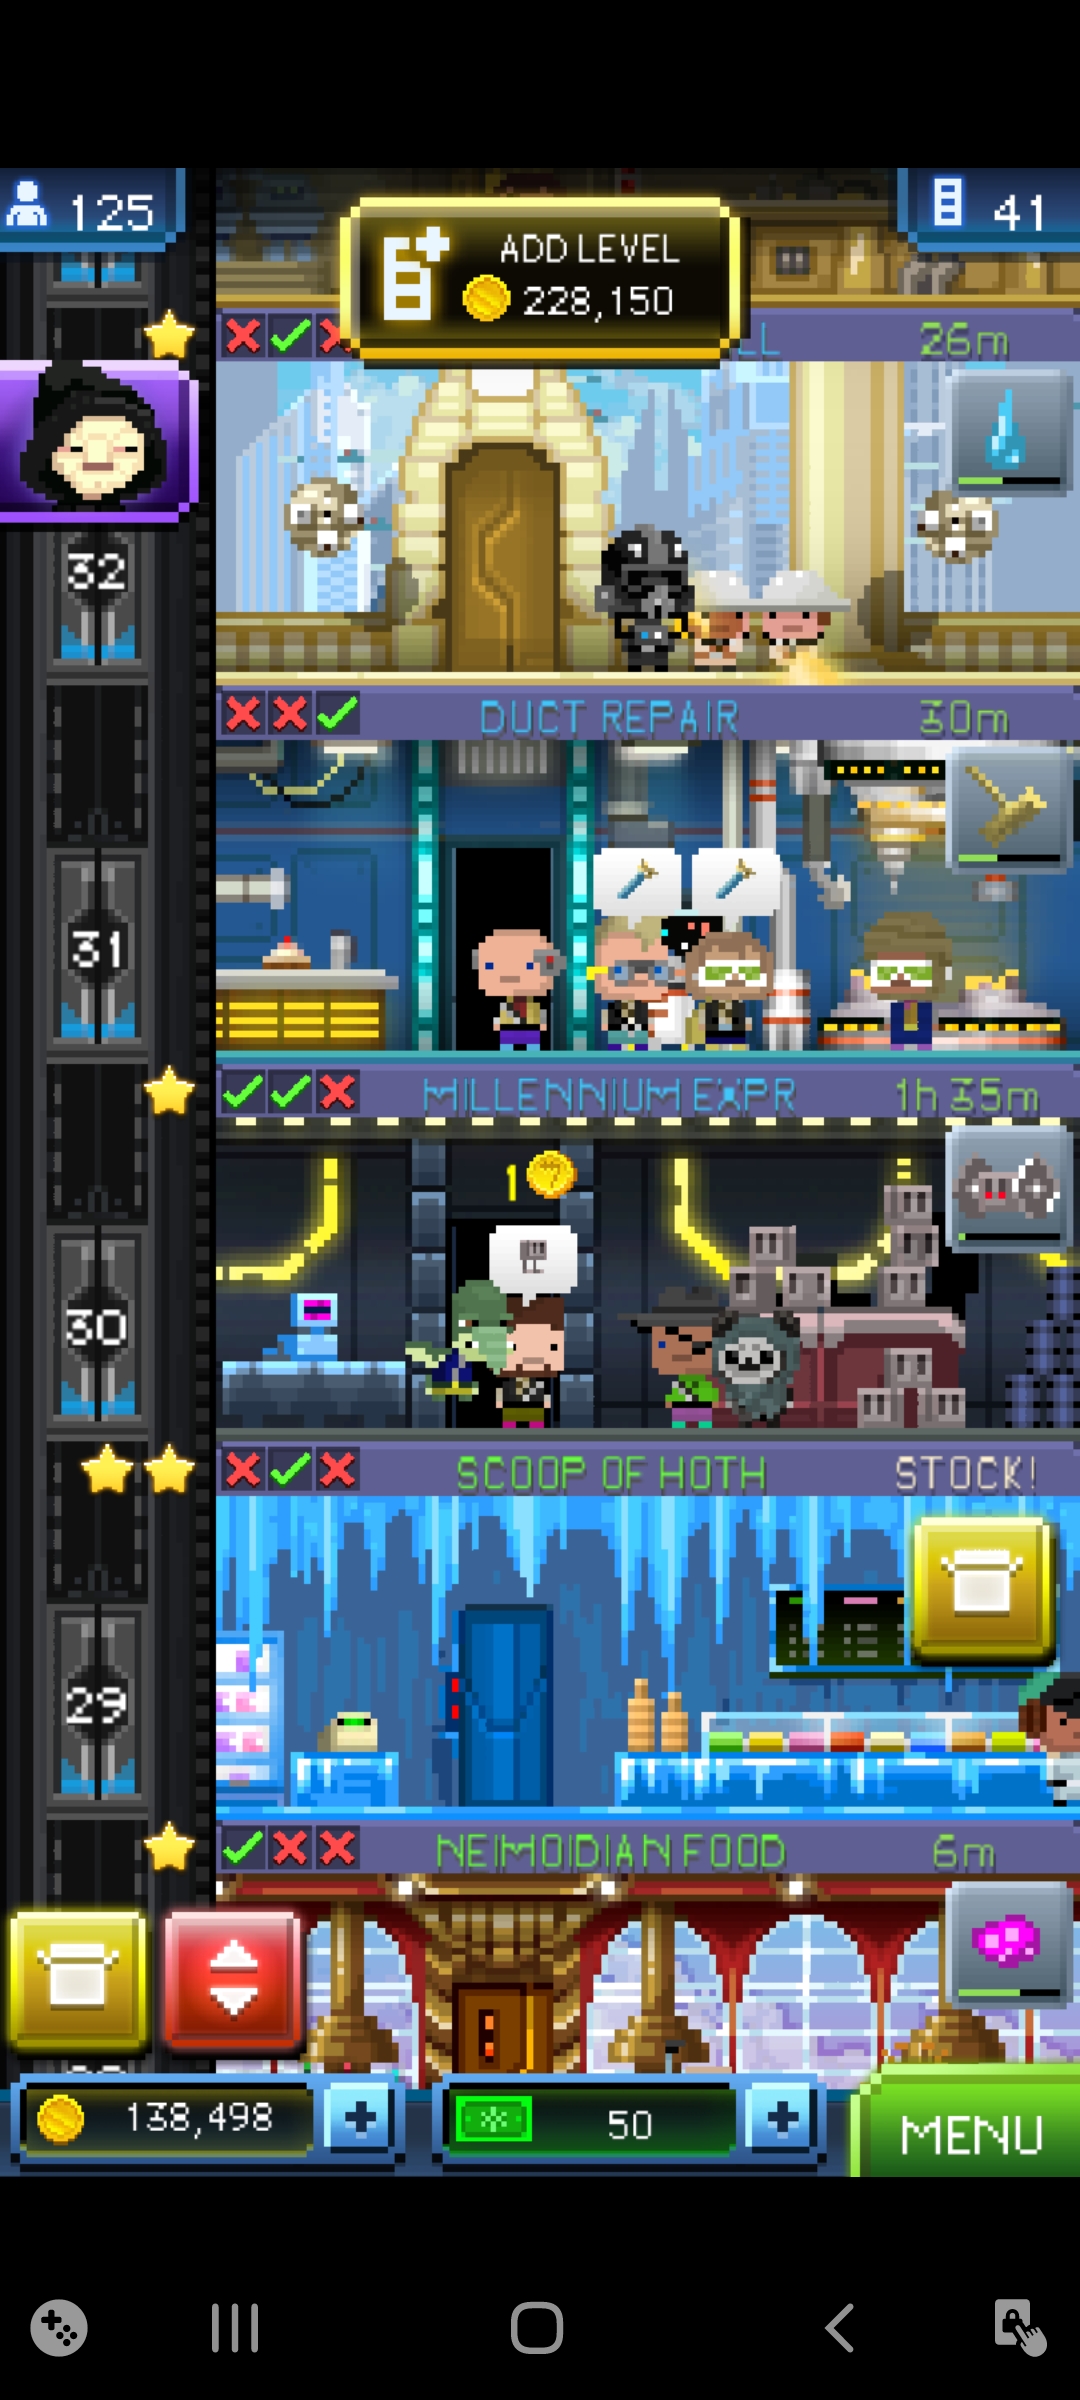 125
41
ADD LEVEL
228,150
LL 26m
32
DUCT REPAIR 30m
31
MILLENNIUM EXPR 1h 35m
1
30
SCOOP OF HOTH STOCK!
29
NEIMOIDIAN FOOD 6m
138,498
50
MENU